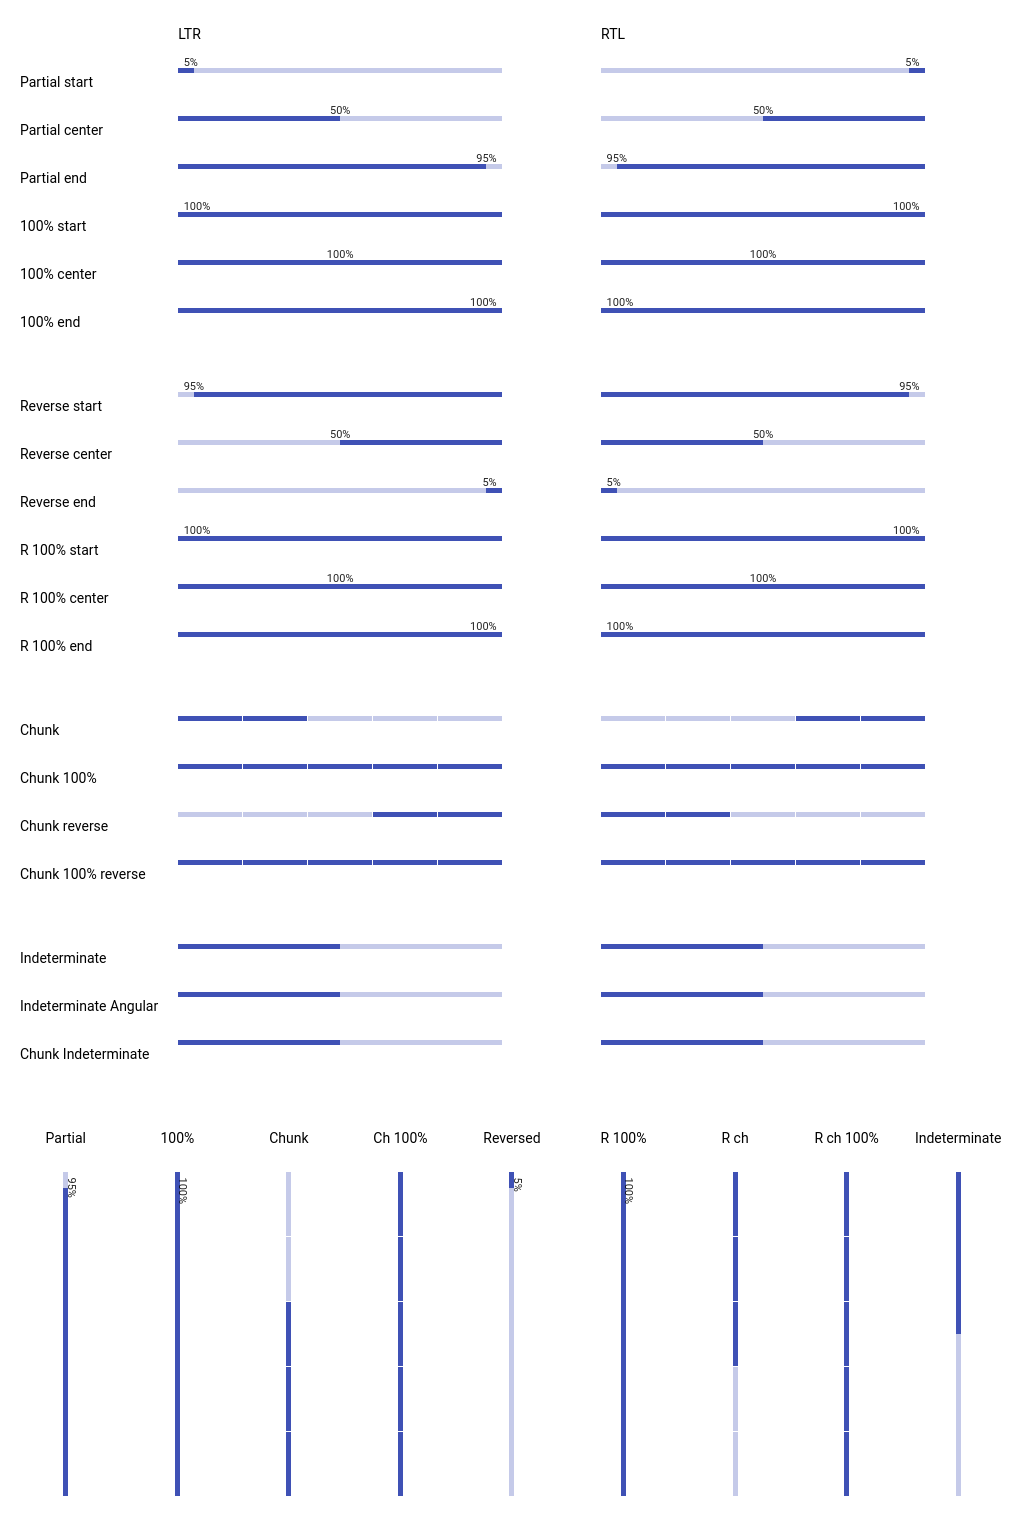 LTR RTL
5% 5%
Partial start
50% 50%
Partial center
95% 95%
Partial end
100% 100%
100% start
100% 100%
100% center
100% 100%
100% end
95% 95%
Reverse start
50% 50%
Reverse center
5% 5%
Reverse end
100% 100%
R 100% start
100% 100%
R 100% center
100% 100%
R 100% end
Chunk
Chunk 100%
Chunk reverse
Chunk 100% reverse
Indeterminate
Indeterminate Angular
Chunk Indeterminate
Partial 100% Chunk Ch 100% Reversed R 100% R ch R ch 100% Indeterminate
95% 100% 5% 100%